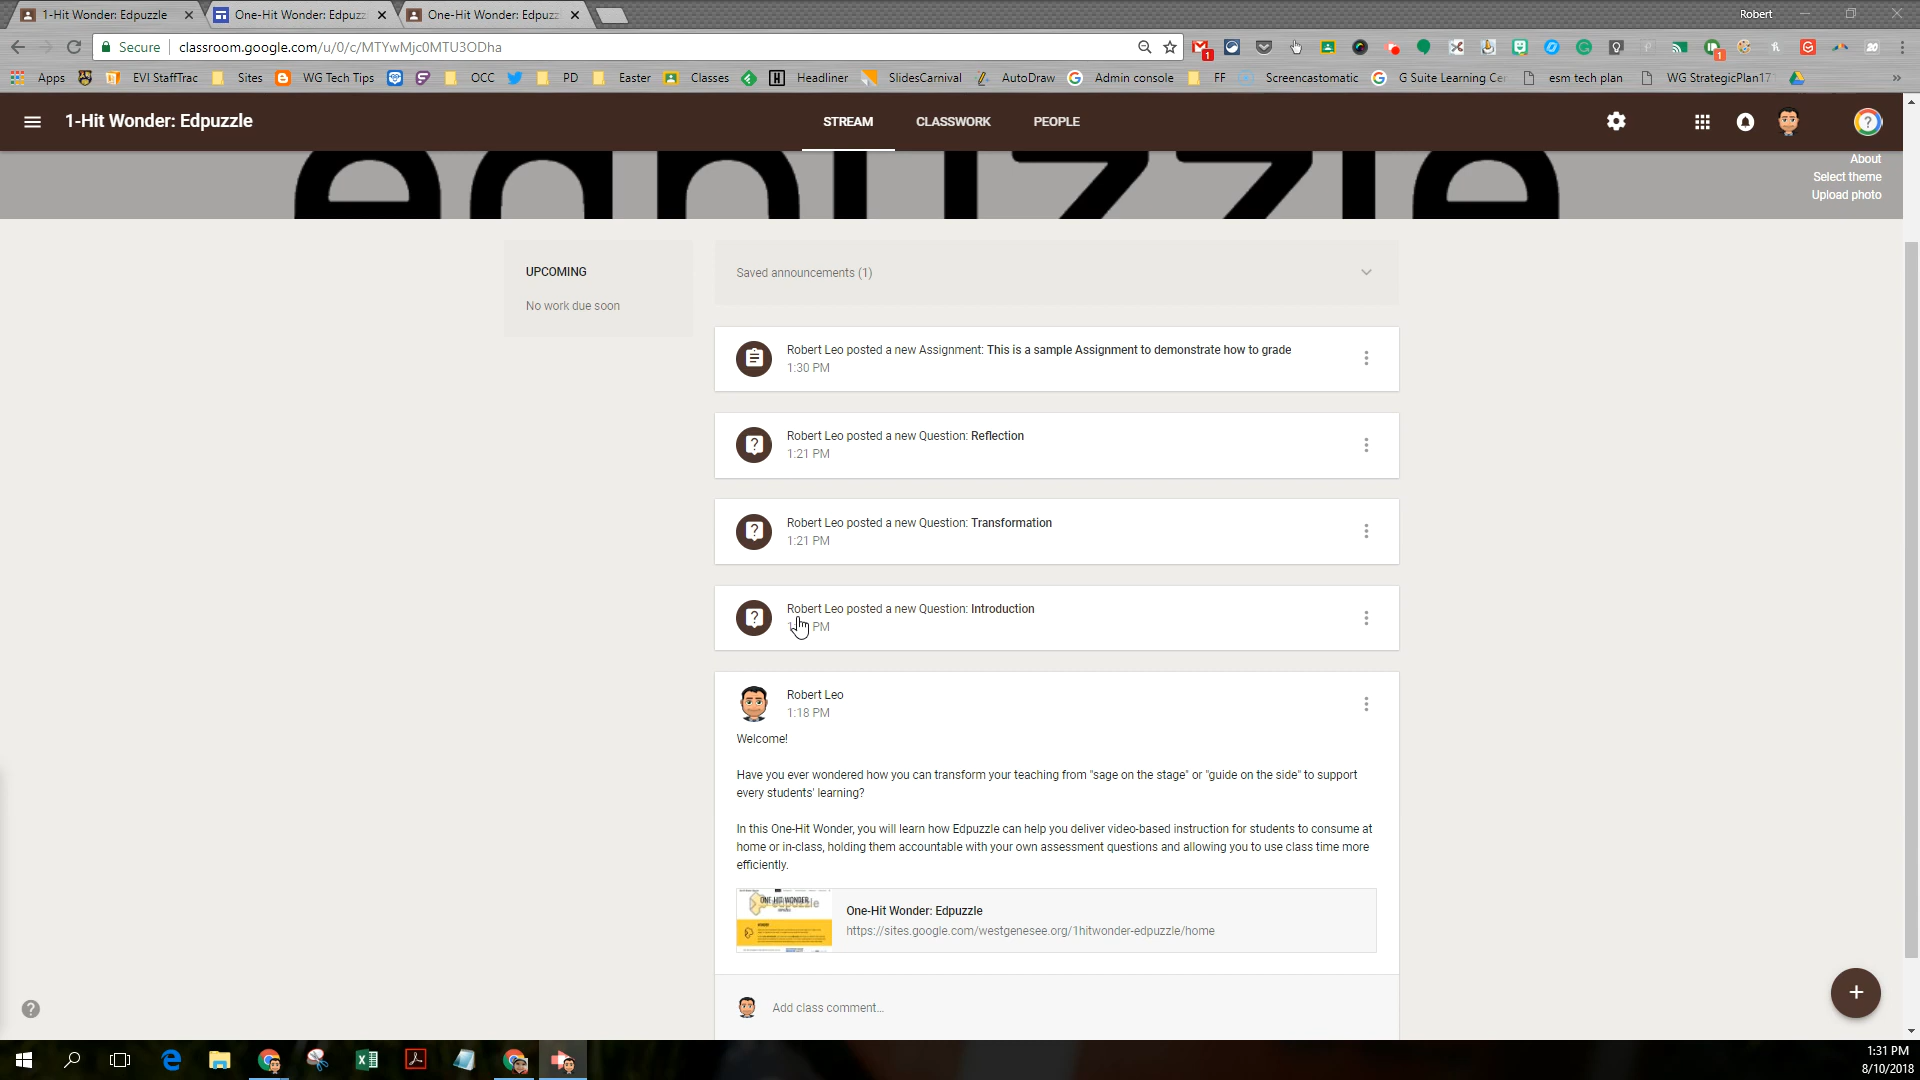 1-Hit Wonder: Edpuzzle
One-Hit Wonder: Edpuzz
One-Hit Wonder: Edpuzz
Robert
Secure
classroom.google.com/u/0/c/MTYwMjc0MTU3ODha
Apps
EVI StaffTrac
Sites
WG Tech Tips
OCC
PD
Easter
Classes
Headliner
SlidesCarnival
AutoDraw
Admin console
FF
Screencastomatic
G Suite Learning Cen
esm tech plan
WG StrategicPlan17
1-Hit Wonder: Edpuzzle
STREAM
CLASSWORK
PEOPLE
edpuzzle
About
Select theme
Upload photo
UPCOMING
No work due soon
Saved announcements (1)
Robert Leo posted a new Assignment: This is a sample Assignment to demonstrate how to grade
1:30 PM
Robert Leo posted a new Question: Reflection
1:21 PM
Robert Leo posted a new Question: Transformation
1:21 PM
Robert Leo posted a new Question: Introduction
PM
Robert Leo
1:18 PM
Welcome!
Have you ever wondered how you can transform your teaching from "sage on the stage" or "guide on the side" to support
every students' learning?
In this One-Hit Wonder, you will learn how Edpuzzle can help you deliver video-based instruction for students to consume at
home or in-class, holding them accountable with your own assessment questions and allowing you to use class time more
efficiently.
One-Hit Wonder: Edpuzzle
https://sites.google.com/westgenesee.org/1hitwonder-edpuzzle/home
Add class comment...
1:31 PM
8/10/2018